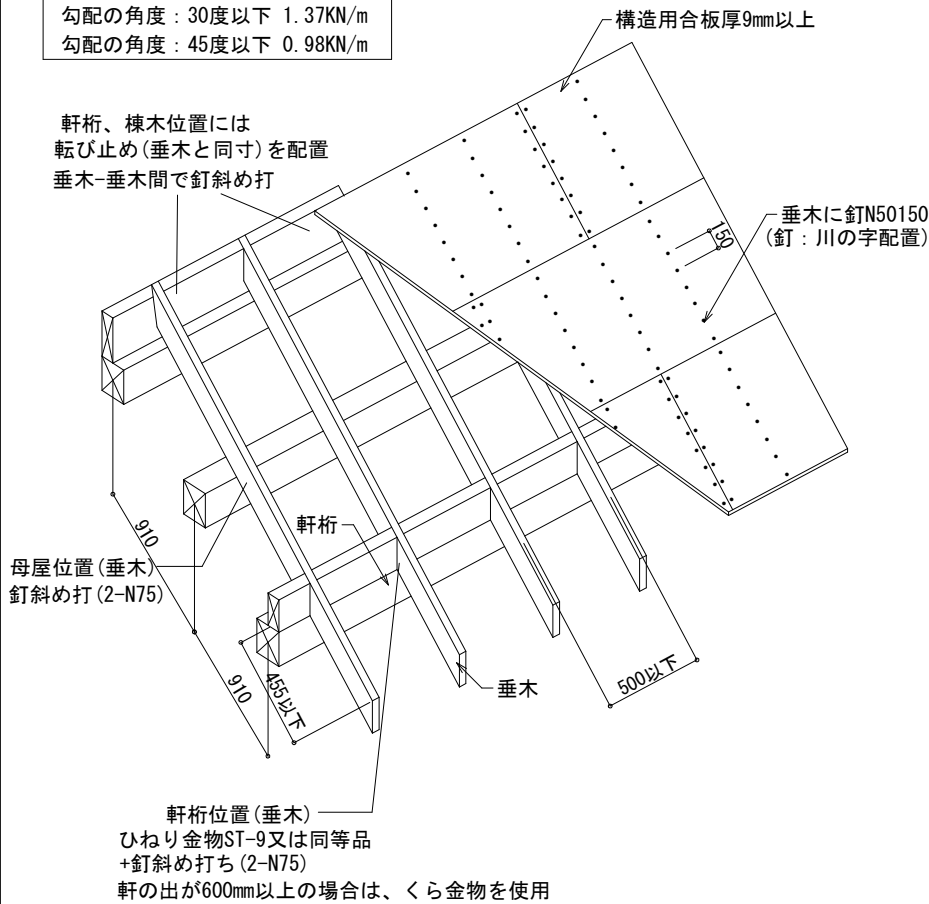 勾配の角度：30度以下 1.37KN/m
勾配の角度：45度以下 0.98KN/m
構造用合板厚9mm以上
軒桁、棟木位置には
転び止め(垂木と同寸)を配置
垂木-垂木間で釘斜め打
垂木に釘N50150
(釘：川の字配置)
150
910
軒桁
母屋位置(垂木)
釘斜め打(2-N75)
910
455以下
垂木
500以下
軒桁位置(垂木)
ひねり金物ST-9又は同等品
+釘斜め打ち(2-N75)
軒の出が600mm以上の場合は、くら金物を使用